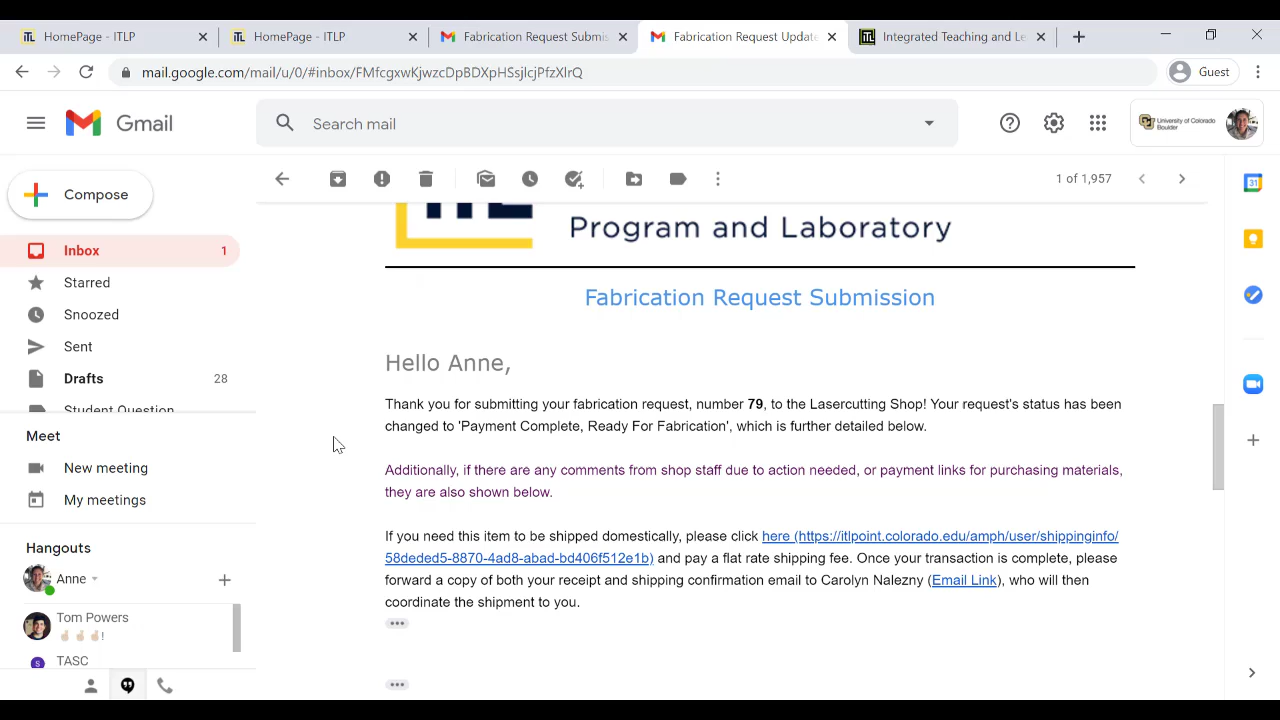 HomePage - ITLP
HomePage - ITLP
Fabrication Request Submis
Fabrication Request Update
Integrated Teaching and Le
mail.google.com/mail/u/0/#inbox/FMfcgxwKjwzcDpBDXpHSsjlcjPfzXlrQ
Guest
Gmail
Search mail
University of Colorado
Boulder
Compose
1 of 1,957
Inbox 1
Starred
Snoozed
Sent
Drafts 28
Student Question
Meet
New meeting
My meetings
Hangouts
Anne
Tom Powers
!
S
TASC
31
ITL
Program and Laboratory
Fabrication Request Submission
Hello Anne,
Thank you for submitting your fabrication request, number 79, to the Lasercutting Shop! Your request's status has been
changed to 'Payment Complete, Ready For Fabrication', which is further detailed below.
Additionally, if there are any comments from shop staff due to action needed, or payment links for purchasing materials,
they are also shown below.
If you need this item to be shipped domestically, please click here (https://itlpoint.colorado.edu/amph/user/shippinginfo/
58deded5-8870-4ad8-abad-bd406f512e1b) and pay a flat rate shipping fee. Once your transaction is complete, please
forward a copy of both your receipt and shipping confirmation email to Carolyn Nalezny (Email Link), who will then
coordinate the shipment to you.